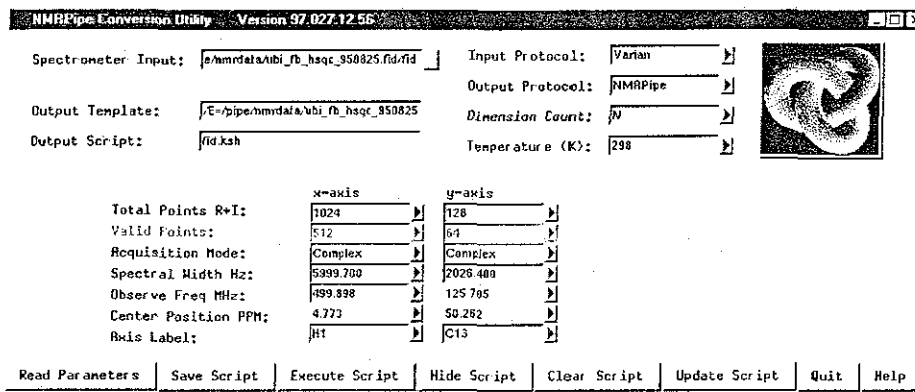 NMRPipe Conversion Utility Version 97.027.12.56
Spectrometer Input: e/nmrdata/ubi_fb_hsqc_950825.fid/fid
Input Protocol: Varian
Output Protocol: NMRPipe
Output Template: /E=/pipe/nmrdata/ubi_fb_hsqc_950825
Dimension Count: N
Output Script: fid.ksh
Temperature (K): 298
x-axis y-axis
Total Points R+I: 1024 128
Valid Points: 512 64
Acquisition Mode: Complex Complex
Spectral Width Hz: 5999.700 2026.400
Observe Freq MHz: 499.898 125.705
Center Position PPM: 4.773 50.262
Axis Label: H1 C13
Read Parameters Save Script Execute Script Hide Script Clear Script Update Script Quit Help